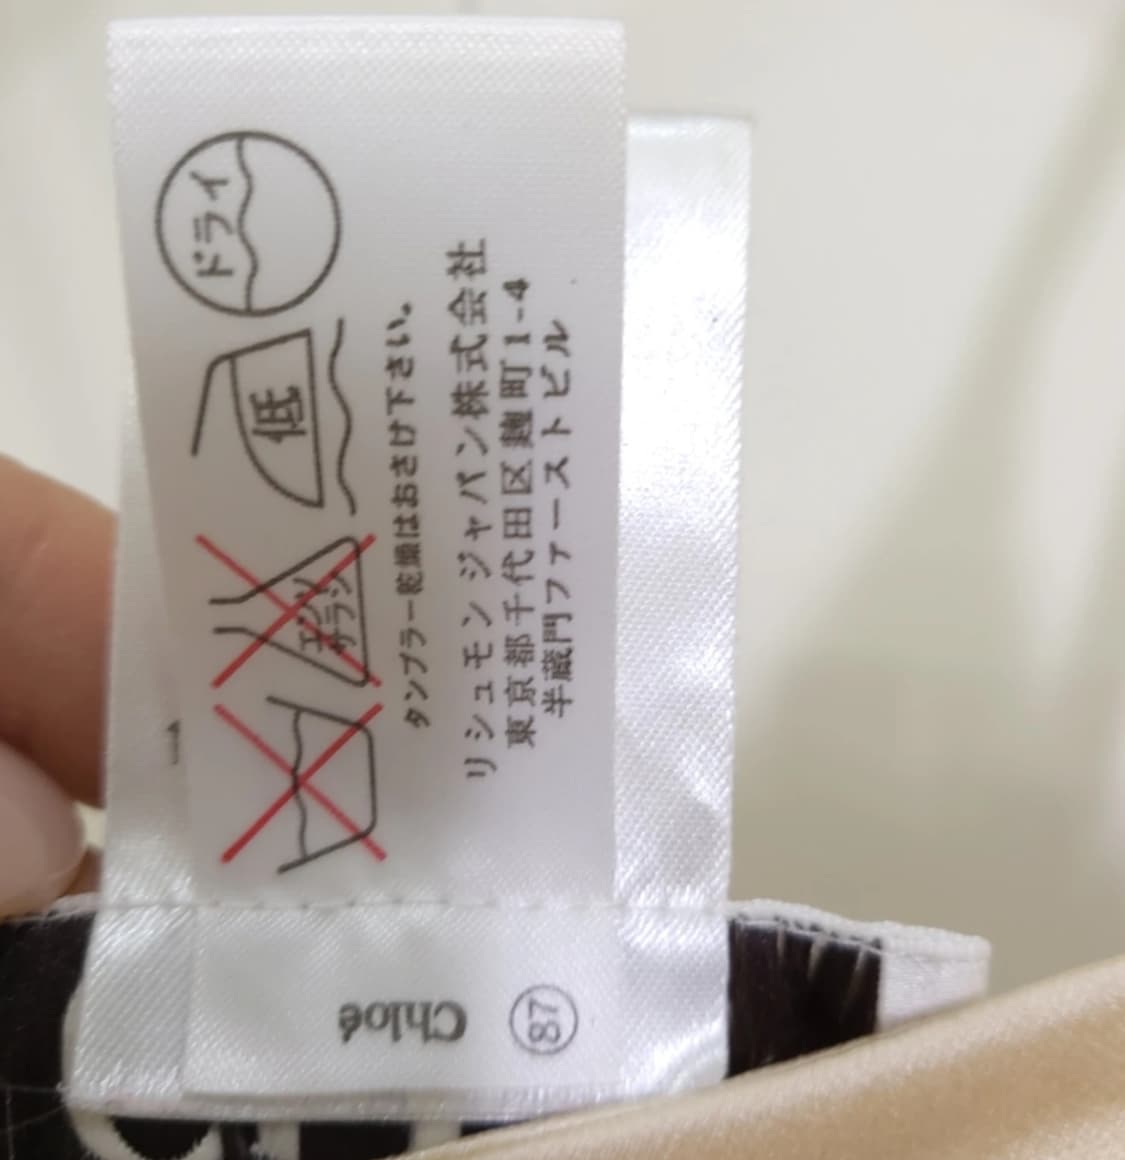 ドライ
低
エンソ
サラシ
タンブラー乾燥はおさけ下さい。
リシュモン ジャパン株式会社
東京都千代田区麹町1-4
半蔵門ファーストビル
Chloé
87